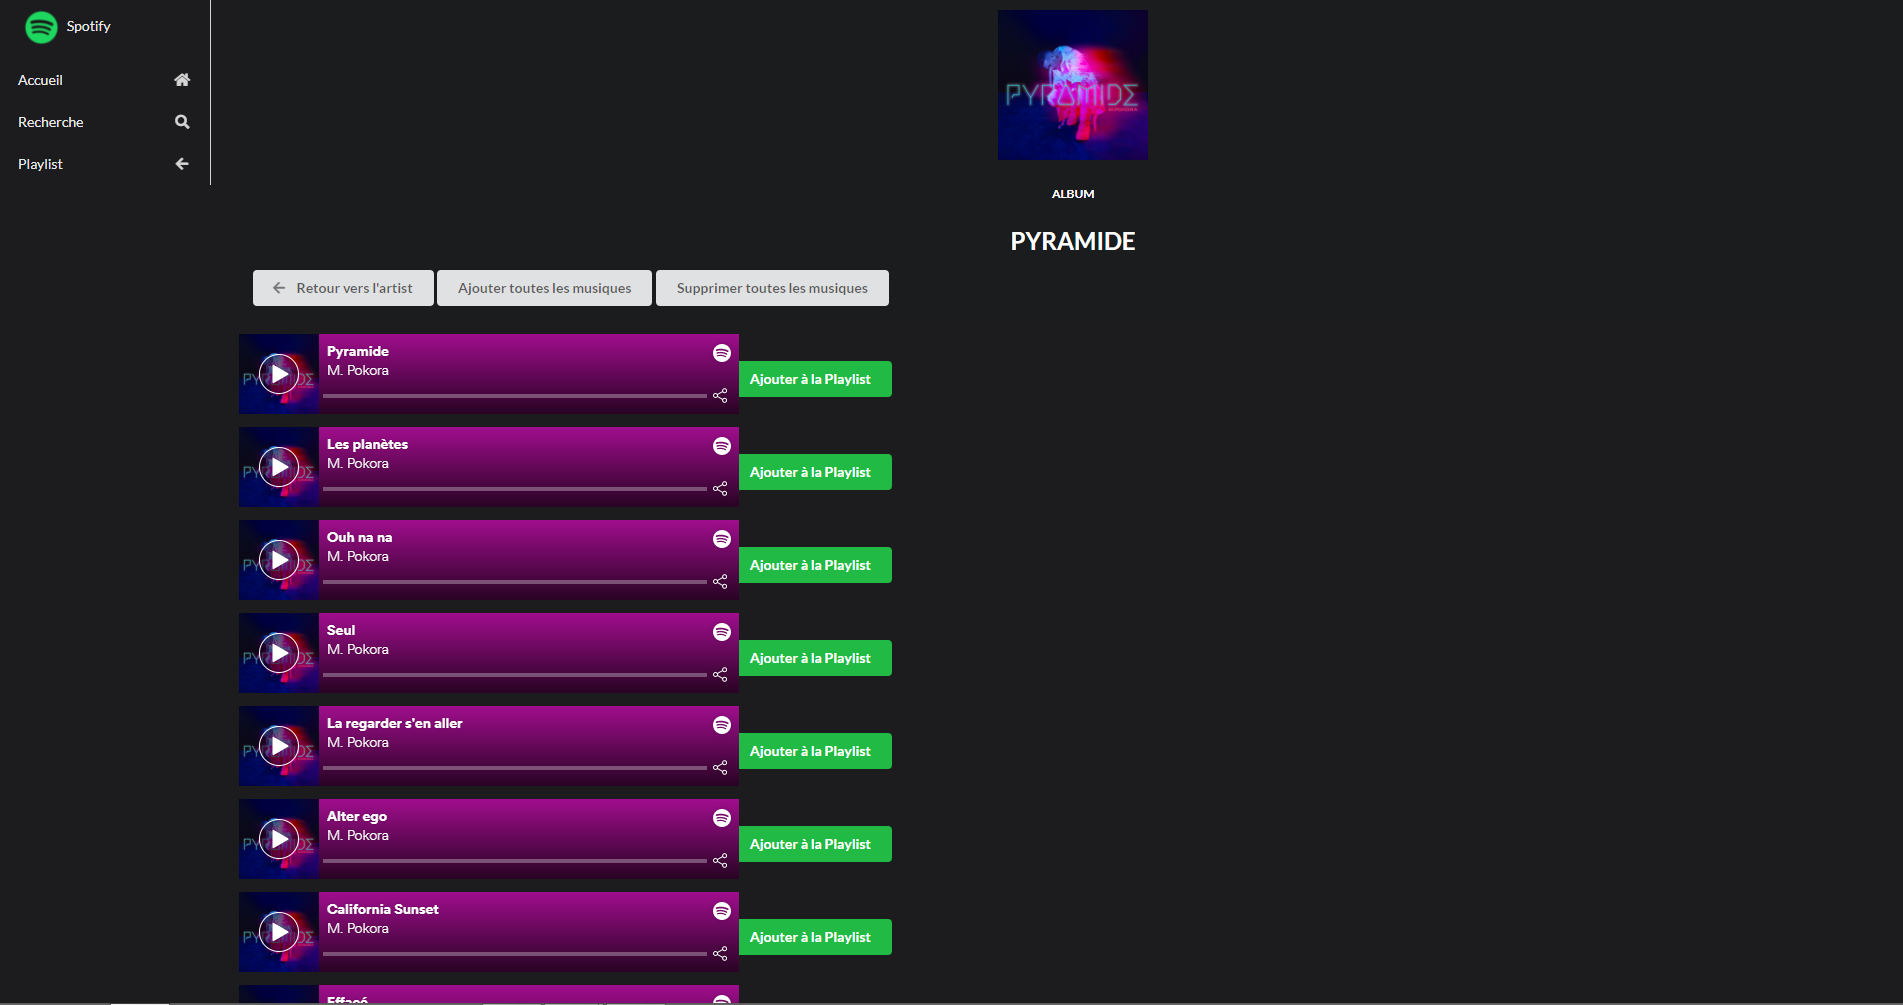 Spotify
Accueil
Recherche
Playlist
PYRAMIDE
M.POKORA
ALBUM
PYRAMIDE
Retour vers l'artist
Ajouter toutes les musiques
Supprimer toutes les musiques
Pyramide
M. Pokora
Ajouter à la Playlist
Les planètes
M. Pokora
Ajouter à la Playlist
Ouh na na
M. Pokora
Ajouter à la Playlist
Seul
M. Pokora
Ajouter à la Playlist
La regarder s'en aller
M. Pokora
Ajouter à la Playlist
Alter ego
M. Pokora
Ajouter à la Playlist
California Sunset
M. Pokora
Ajouter à la Playlist
Effacé